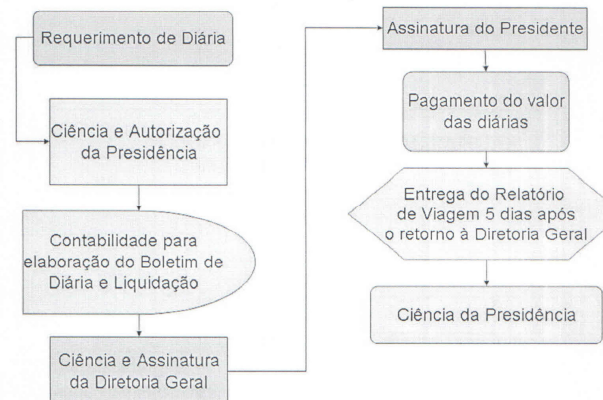 Requerimento de Diária
Ciência e Autorização
da Presidência
Contabilidade para
elaboração do Boletim de
Diária e Liquidação
Ciência e Assinatura
da Diretoria Geral
Assinatura do Presidente
Pagamento do valor
das diárias
Entrega do Relatório
de Viagem 5 dias após
o retorno à Diretoria Geral
Ciência da Presidência